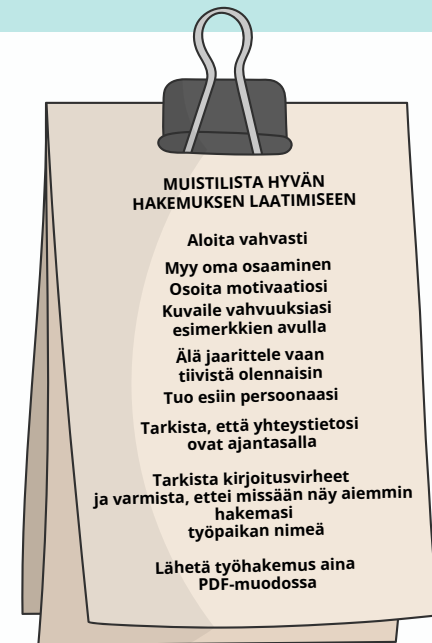 MUISTILISTA HYVÄN
HAKEMUKSEN LAATIMISEEN
Aloita vahvasti
Myy oma osaaminen
Osoita motivaatiosi
Kuvaile vahvuuksiasi
esimerkkien avulla
Älä jaarittele vaan
tiivistä olennaisin
Tuo esiin persoonaasi
Tarkista, että yhteystietosi
ovat ajantasalla
Tarkista kirjoitusvirheet
ja varmista, ettei missään näy aiemmin
hakemasi
työpaikan nimeä
Lähetä työhakemus aina
PDF-muodossa